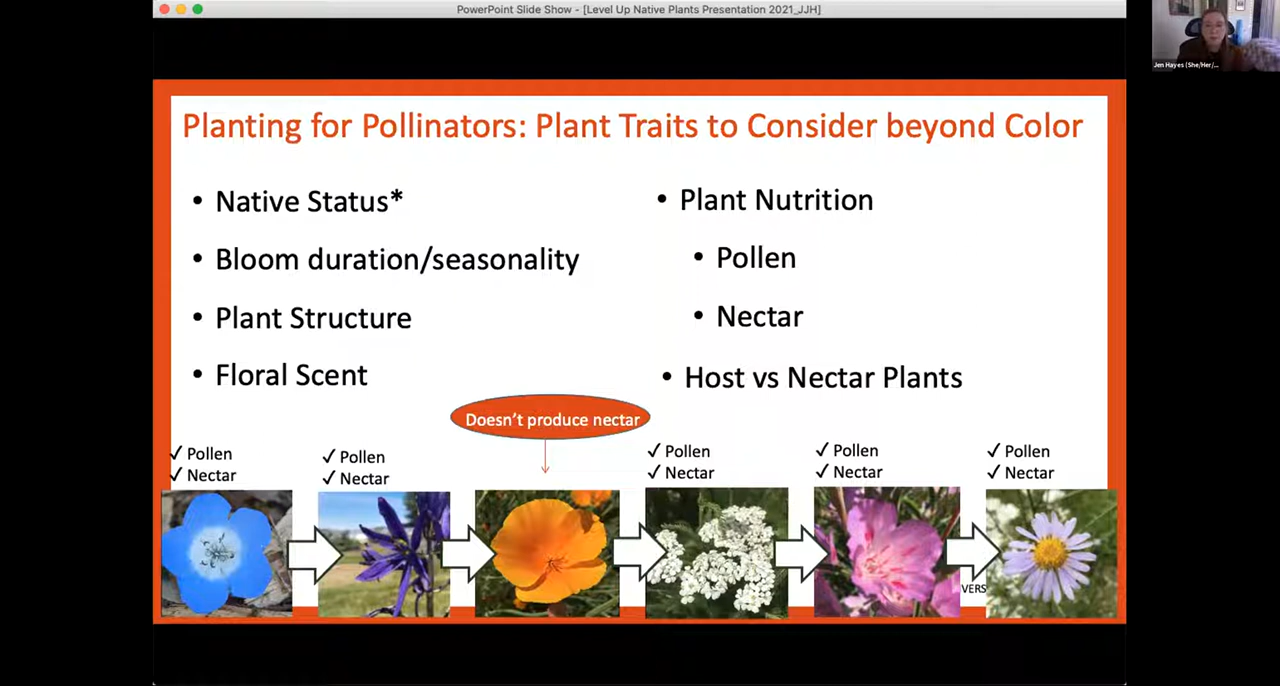 PowerPoint Slide Show - [Level Up Native Plants Presentation 2021_JJH]
Jen Hayes (She/Her/...
Planting for Pollinators: Plant Traits to Consider beyond Color
• Native Status*
• Bloom duration/seasonality
• Plant Structure
• Floral Scent
• Plant Nutrition
• Pollen
• Nectar
• Host vs Nectar Plants
Doesn't produce nectar
✓ Pollen
✓ Nectar
✓ Pollen
✓ Nectar
✓ Pollen
✓ Nectar
✓ Pollen
✓ Nectar
✓ Pollen
✓ Nectar
VERS